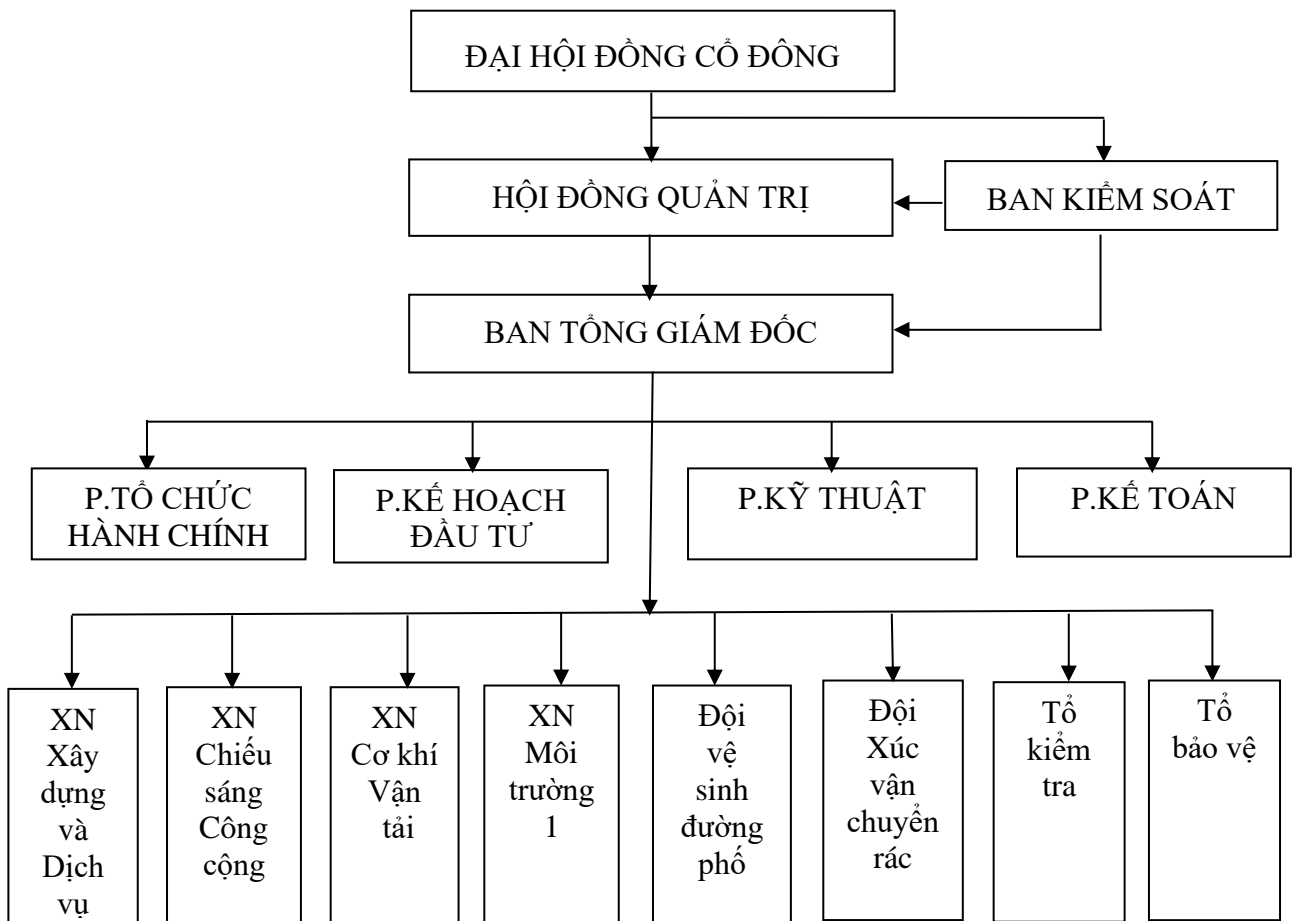 ĐẠI HỘI ĐỒNG CỔ ĐÔNG
HỘI ĐỒNG QUẢN TRỊ
BAN KIỂM SOÁT
BAN TỔNG GIÁM ĐỐC
P.TỔ CHỨC
HÀNH CHÍNH
P.KẾ HOẠCH
ĐẦU TƯ
P.KỸ THUẬT
P.KẾ TOÁN
XN
Xây
dựng
và
Dịch
vụ
XN
Chiếu
sáng
Công
cộng
XN
Cơ khí
Vận
tải
XN
Môi
trường
1
Đội
vệ
sinh
đường
phố
Đội
Xúc
vận
chuyển
rác
Tổ
kiểm
tra
Tổ
bảo vệ